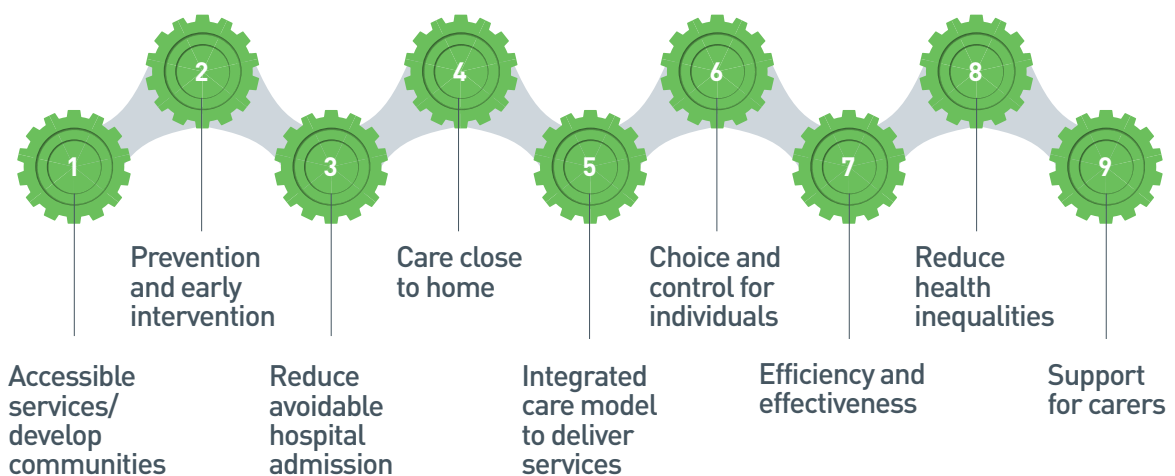 1
Accessible
services/
develop
communities
2
Prevention
and early
intervention
3
Reduce
avoidable
hospital
admission
4
Care close
to home
5
Integrated
care model
to deliver
services
6
Choice and
control for
individuals
7
Efficiency and
effectiveness
8
Reduce
health
inequalities
9
Support
for carers